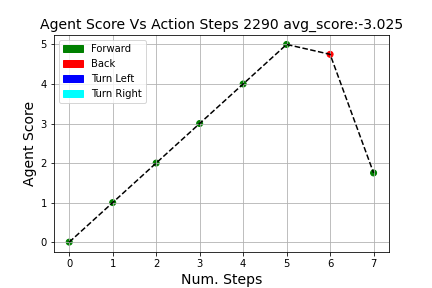 Agent Score Vs Action Steps 2290 avg_score:-3.025
Forward
Back
Turn Left
Turn Right
Agent Score
5
4
3
2
1
0
0 1 2 3 4 5 6 7
Num. Steps